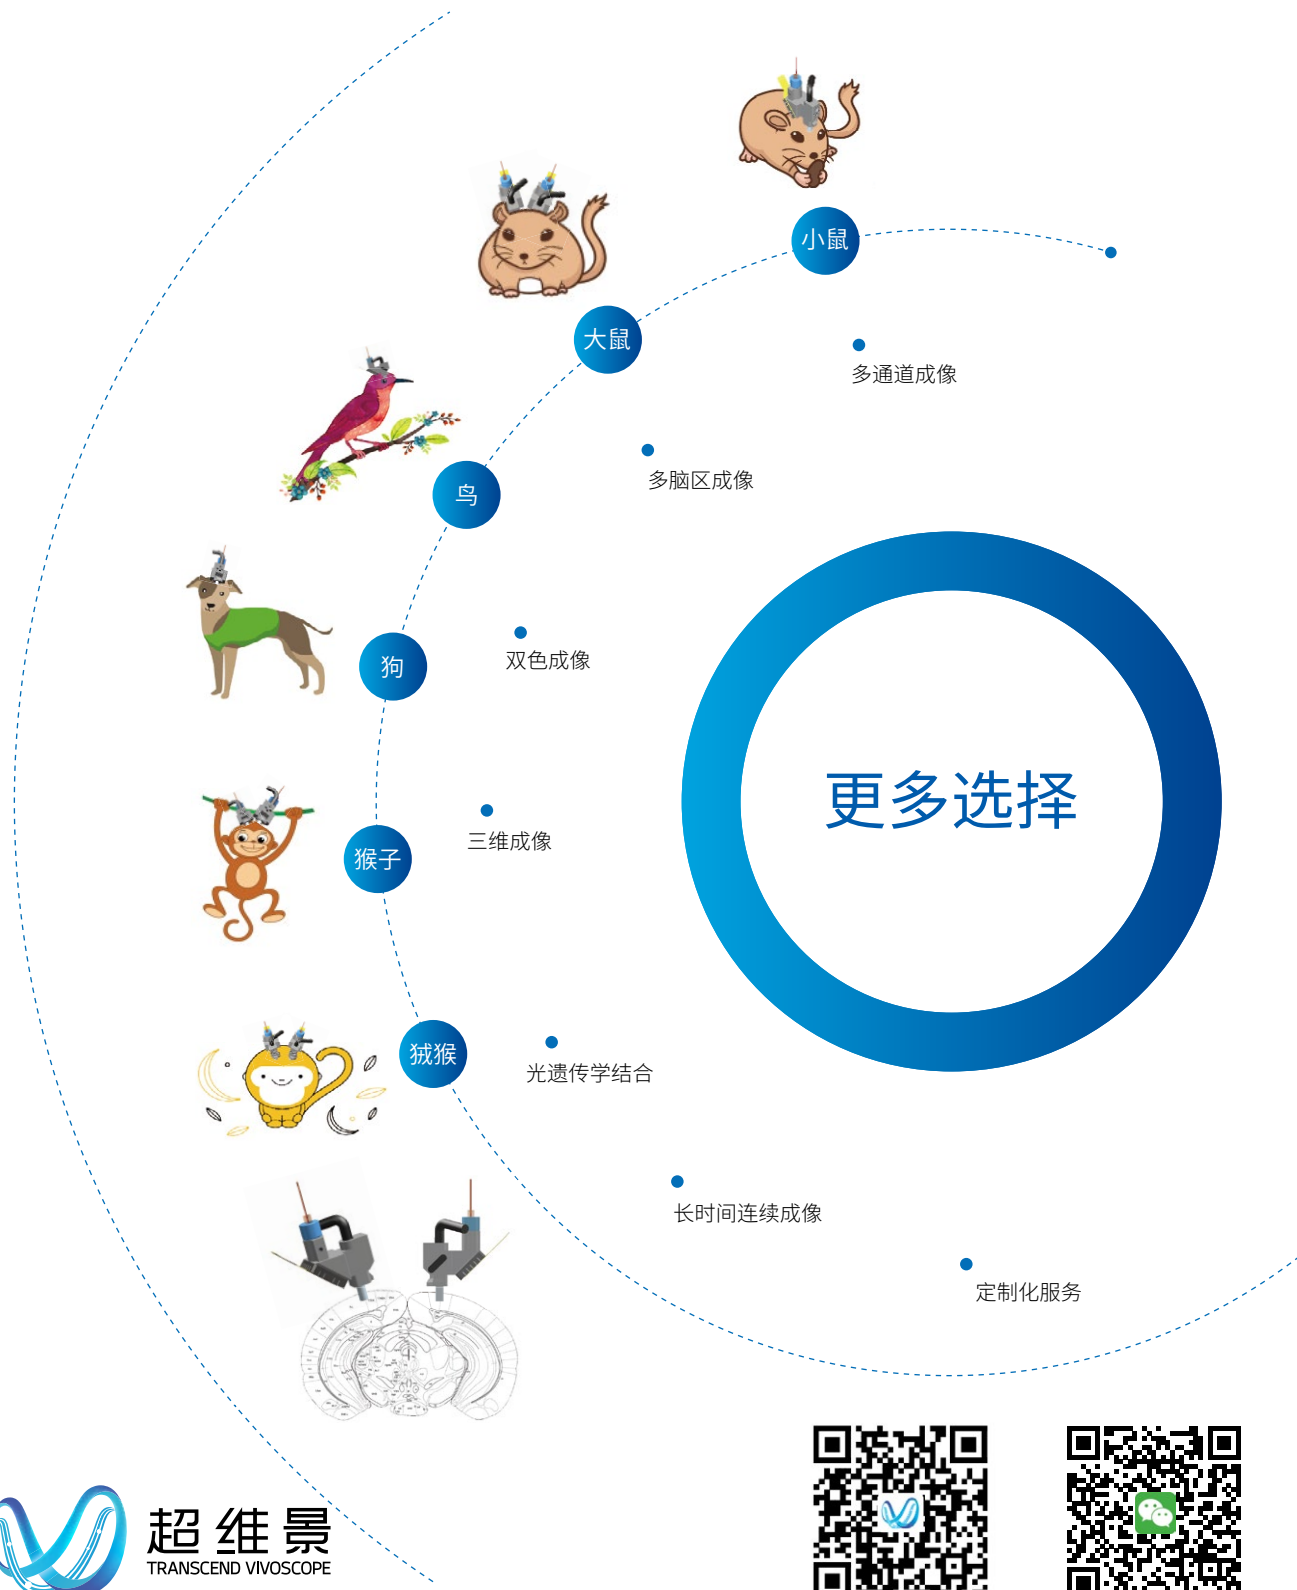 小鼠
大鼠
多通道成像
多脑区成像
鸟
双色成像
狗
更多选择
三维成像
猴子
狨猴
光遗传学结合
长时间连续成像
定制化服务
超维景
TRANSCEND VIVOSCOPE